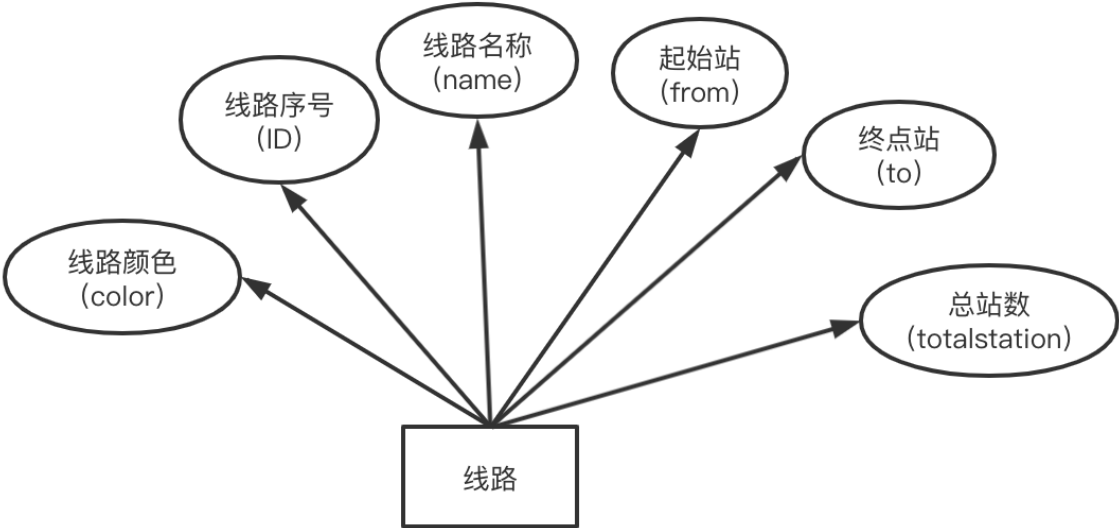 线路名称
（name）
起始站
（from）
线路序号
（ID）
终点站
（to）
线路颜色
（color）
总站数
（totalstation）
线路